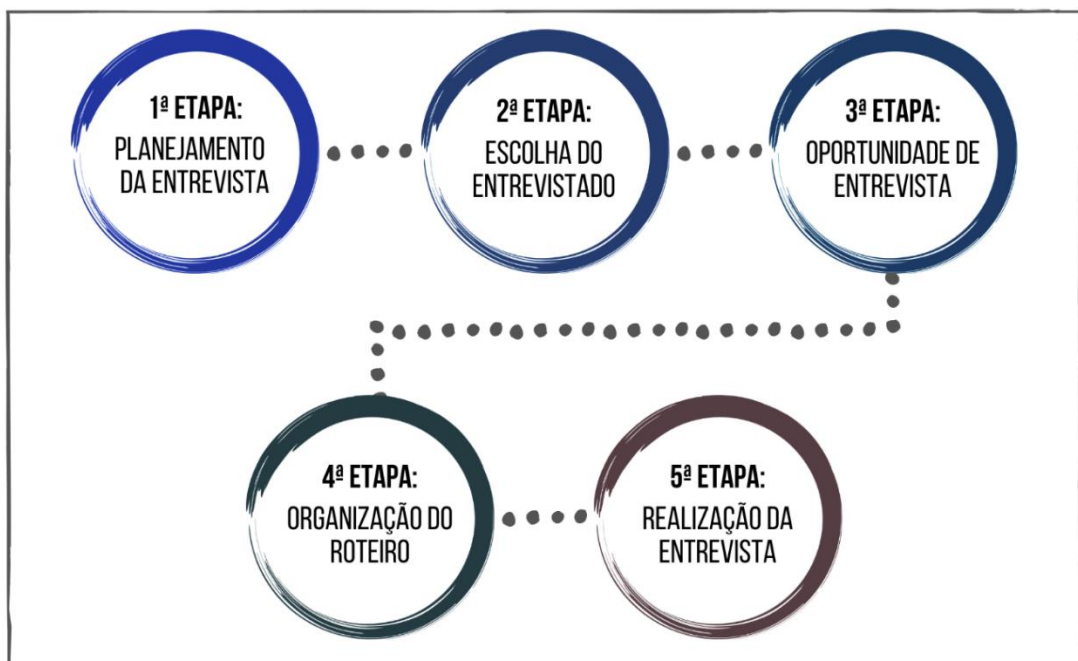 1ª ETAPA:
PLANEJAMENTO
DA ENTREVISTA
2ª ETAPA:
ESCOLHA DO
ENTREVISTADO
3ª ETAPA:
OPORTUNIDADE DE
ENTREVISTA
4ª ETAPA:
ORGANIZAÇÃO DO
ROTEIRO
5ª ETAPA:
REALIZAÇÃO DA
ENTREVISTA